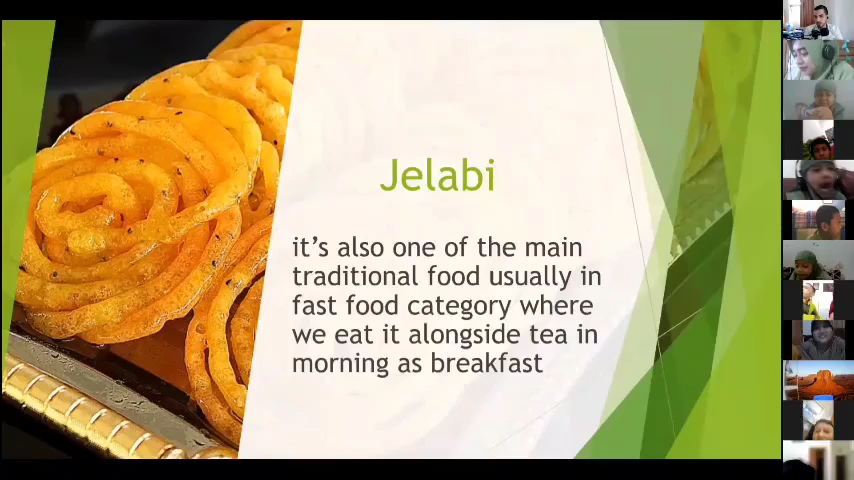 Jelabi
it’s also one of the main
traditional food usually in
fast food category where
we eat it alongside tea in
morning as breakfast